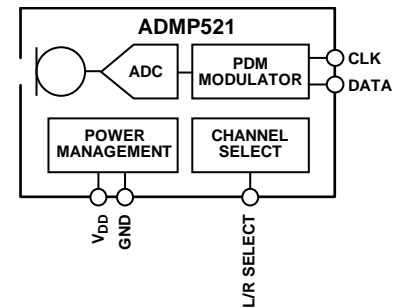 ADMP521
ADC
PDM
MODULATOR
CLK
DATA
POWER
MANAGEMENT
CHANNEL
SELECT
VDD
GND
L/R SELECT